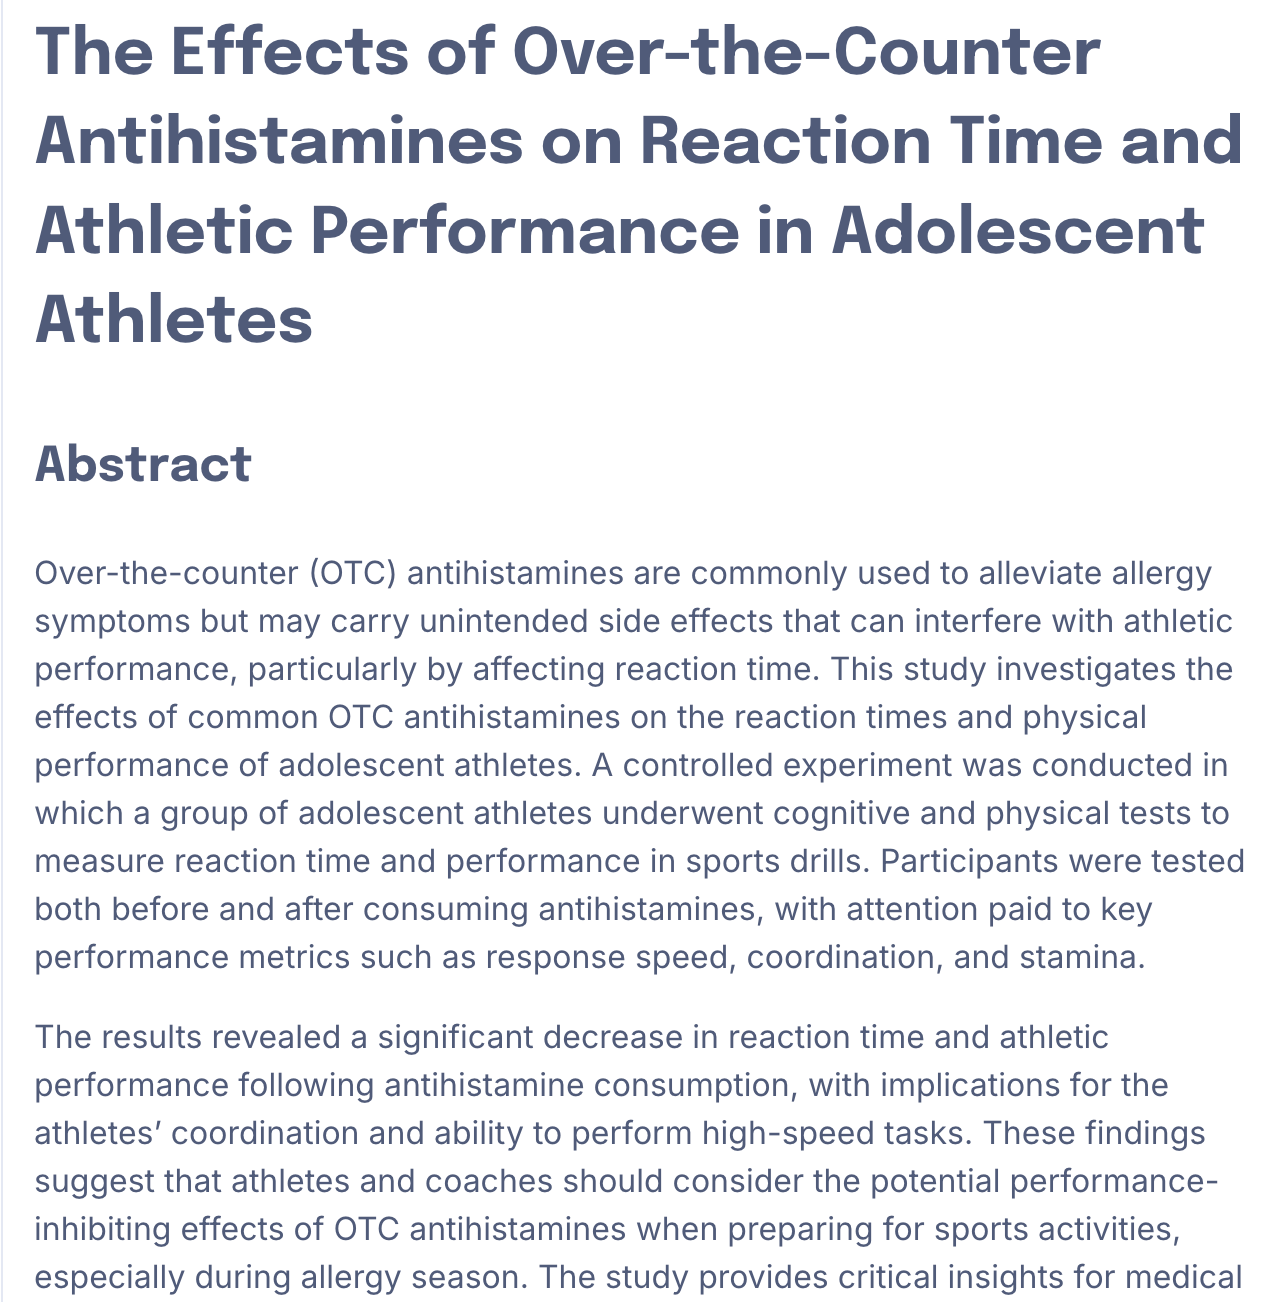 The Effects of Over-the-Counter
Antihistamines on Reaction Time and
Athletic Performance in Adolescent
Athletes
Abstract
Over-the-counter (OTC) antihistamines are commonly used to alleviate allergy
symptoms but may carry unintended side effects that can interfere with athletic
performance, particularly by affecting reaction time. This study investigates the
effects of common OTC antihistamines on the reaction times and physical
performance of adolescent athletes. A controlled experiment was conducted in
which a group of adolescent athletes underwent cognitive and physical tests to
measure reaction time and performance in sports drills. Participants were tested
both before and after consuming antihistamines, with attention paid to key
performance metrics such as response speed, coordination, and stamina.
The results revealed a significant decrease in reaction time and athletic
performance following antihistamine consumption, with implications for the
athletes’ coordination and ability to perform high-speed tasks. These findings
suggest that athletes and coaches should consider the potential performance-
inhibiting effects of OTC antihistamines when preparing for sports activities,
especially during allergy season. The study provides critical insights for medical